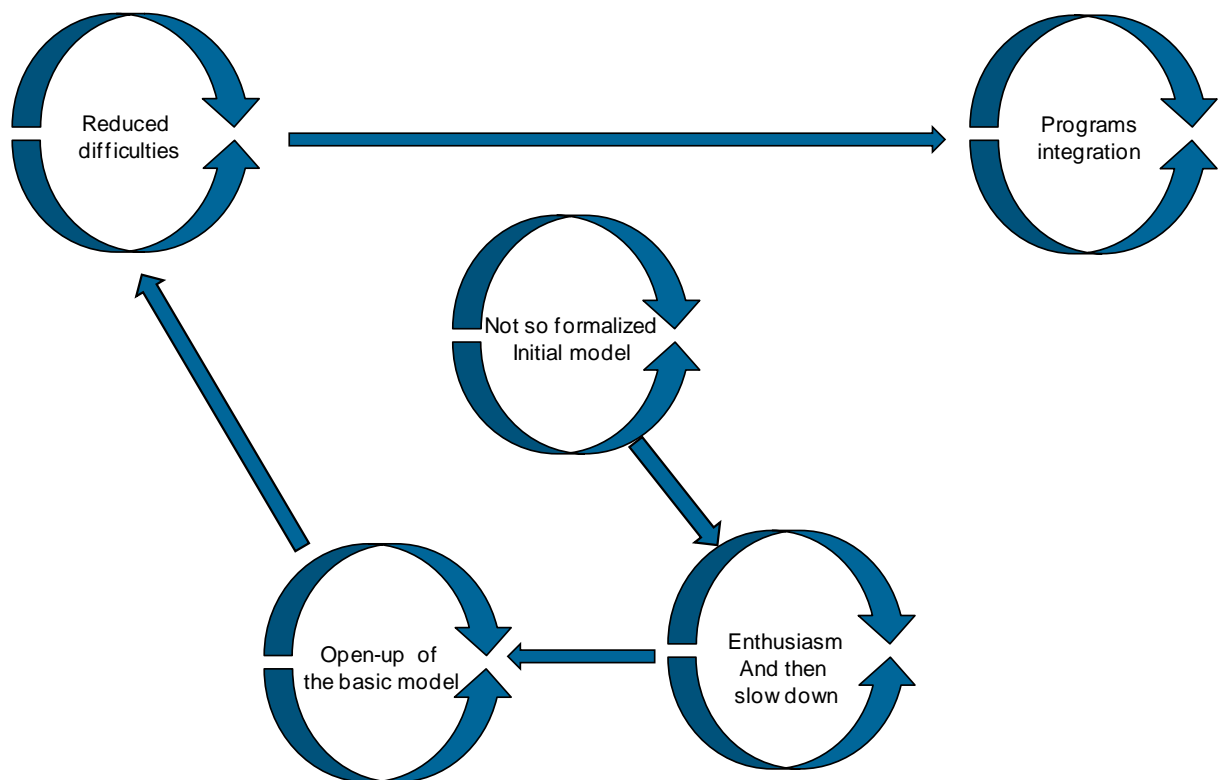 Reduced
difficulties
Programs
integration
Not so formalized
Initial model
Enthusiasm
And then
slow down
Open-up of
the basic model